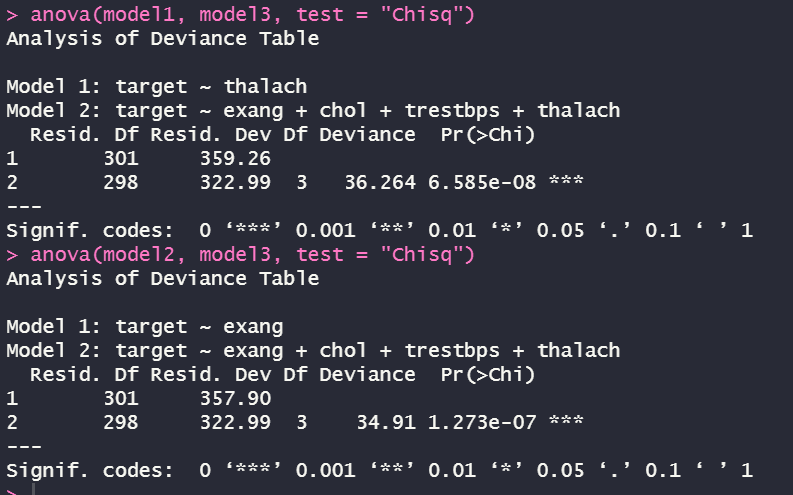 > anova(model1, model3, test = "Chisq")
Analysis of Deviance Table

Model 1: target ~ thalach
Model 2: target ~ exang + chol + trestbps + thalach
  Resid. Df Resid. Dev Df Deviance  Pr(>Chi)
1       301     359.26
2       298     322.99  3   36.264 6.585e-08 ***
---
Signif. codes:  0 ‘***’ 0.001 ‘**’ 0.01 ‘*’ 0.05 ‘.’ 0.1 ‘ ’ 1
> anova(model2, model3, test = "Chisq")
Analysis of Deviance Table

Model 1: target ~ exang
Model 2: target ~ exang + chol + trestbps + thalach
  Resid. Df Resid. Dev Df Deviance  Pr(>Chi)
1       301     357.90
2       298     322.99  3    34.91 1.273e-07 ***
---
Signif. codes:  0 ‘***’ 0.001 ‘**’ 0.01 ‘*’ 0.05 ‘.’ 0.1 ‘ ’ 1
>